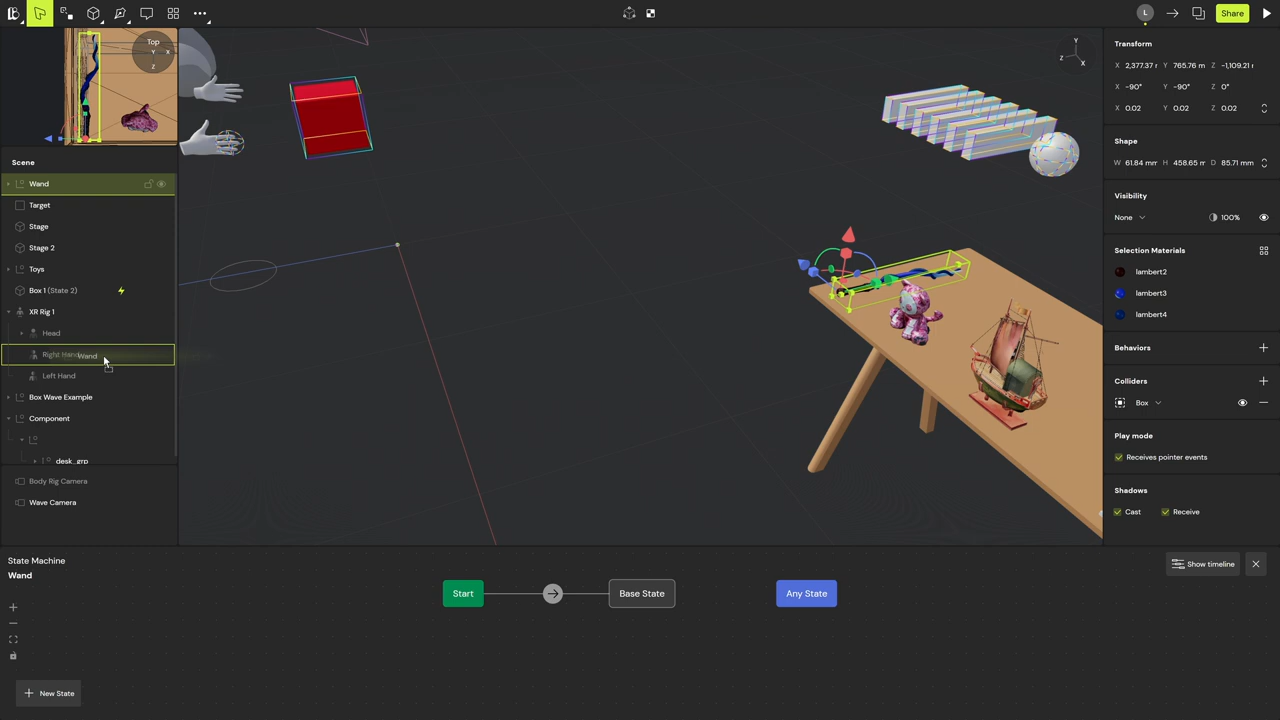 L
Share
Top
Y
X
Z
Y
Z
X
Scene
Wand
Target
Stage
Stage 2
Toys
Box 1 (State 2)
XR Rig 1
Head
Right Hand
Wand
Left Hand
Box Wave Example
Component
desk_grp
Body Rig Camera
Wave Camera
Transform
X 2,377.37 Y 765.76 m Z -1,109.21
X -90° Y -90° Z 0°
X 0.02 Y 0.02 Z 0.02
Shape
W 61.84 mm H 458.65 m D 85.71 mm
Visibility
None 100%
Selection Materials
lambert2
lambert3
lambert4
Behaviors
Colliders
Box
Play mode
Receives pointer events
Shadows
Cast Receive
State Machine
Wand
Show timeline
Start
Base State
Any State
New State